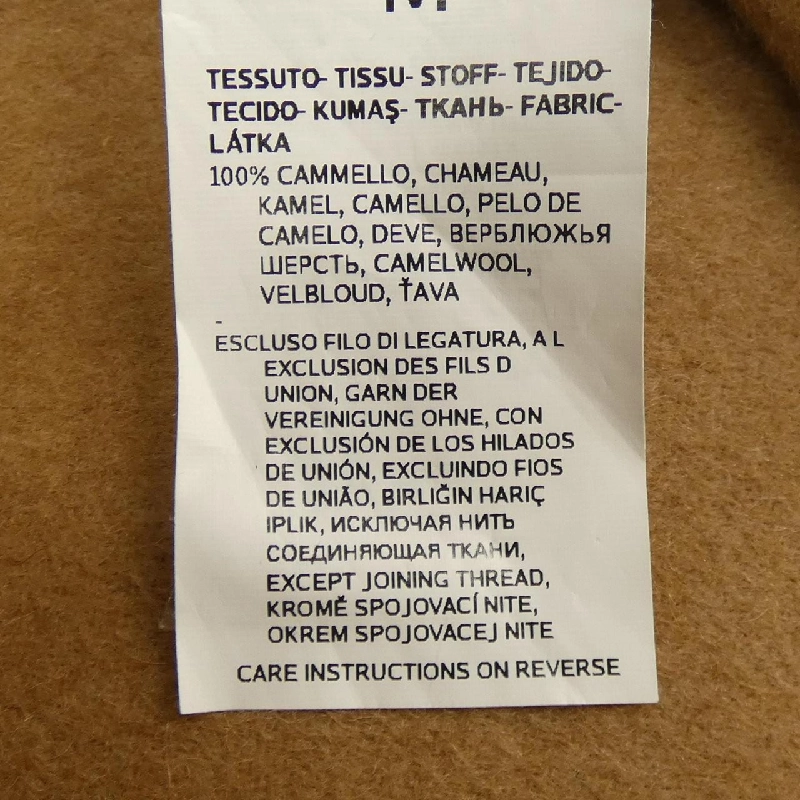 M
TESSUTO- TISSU- STOFF- TEJIDO-
TECIDO- KUMAŞ- ТКАНЬ- FABRIC-
LÁTKA
100% CAMMELLO, CHAMEAU,
KAMEL, CAMELLO, PELO DE
CAMELO, DEVE, ВЕРБЛЮЖЬЯ
ШЕРСТЬ, CAMELWOOL,
VELBLOUD, ŤAVA
-
ESCLUSO FILO DI LEGATURA, A L
EXCLUSION DES FILS D
UNION, GARN DER
VEREINIGUNG OHNE, CON
EXCLUSIÓN DE LOS HILADOS
DE UNIÓN, EXCLUINDO FIOS
DE UNIÃO, BIRLIĞIN HARIÇ
IPLIK, ИСКЛЮЧАЯ НИТЬ
СОЕДИНЯЮЩАЯ ТКАНИ,
EXCEPT JOINING THREAD,
KROMĚ SPOJOVACÍ NITE,
OKREM SPOJOVACEJ NITE
CARE INSTRUCTIONS ON REVERSE